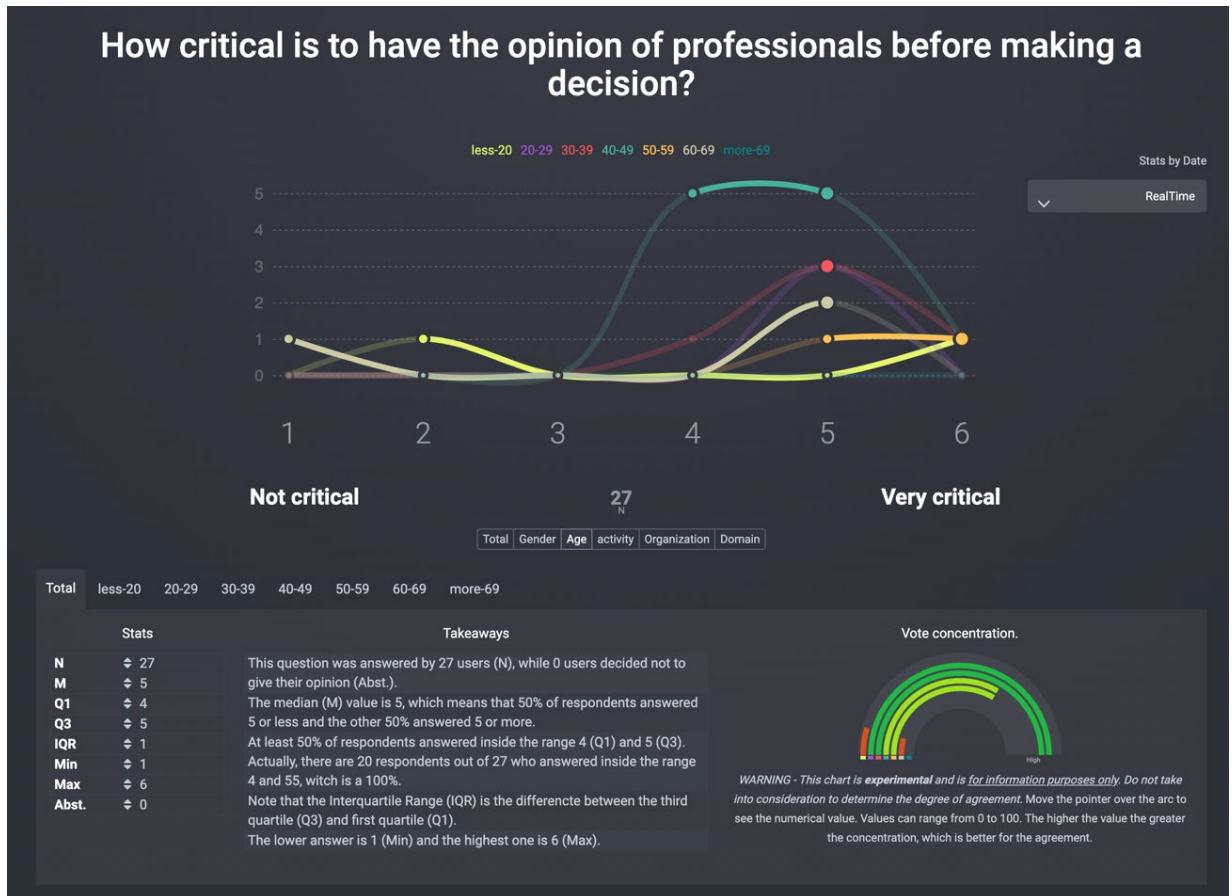 How critical is to have the opinion of professionals before making a
decision?
less-20 20-29 30-39 40-49 50-59 60-69 more-69
Stats by Date
RealTime
5
4
3
2
1
0
1 2 3 4 5 6
Not critical
27
N
Very critical
Total Gender Age activity Organization Domain
Total less-20 20-29 30-39 40-49 50-59 60-69 more-69
Stats
N 27
M 5
Q1 4
Q3 5
IQR 1
Min 1
Max 6
Abst. 0
Takeaways
This question was answered by 27 users (N), while 0 users decided not to
give their opinion (Abst.).
The median (M) value is 5, which means that 50% of respondents answered
5 or less and the other 50% answered 5 or more.
At least 50% of respondents answered inside the range 4 (Q1) and 5 (Q3).
Actually, there are 20 respondents out of 27 who answered inside the range
4 and 55, witch is a 100%.
Note that the Interquartile Range (IQR) is the differencte between the third
quartile (Q3) and first quartile (Q1).
The lower answer is 1 (Min) and the highest one is 6 (Max).
Vote concentration.
High
WARNING - This chart is experimental and is for information purposes only. Do not take
into consideration to determine the degree of agreement. Move the pointer over the arc to
see the numerical value. Values can range from 0 to 100. The higher the value the greater
the concentration, which is better for the agreement.